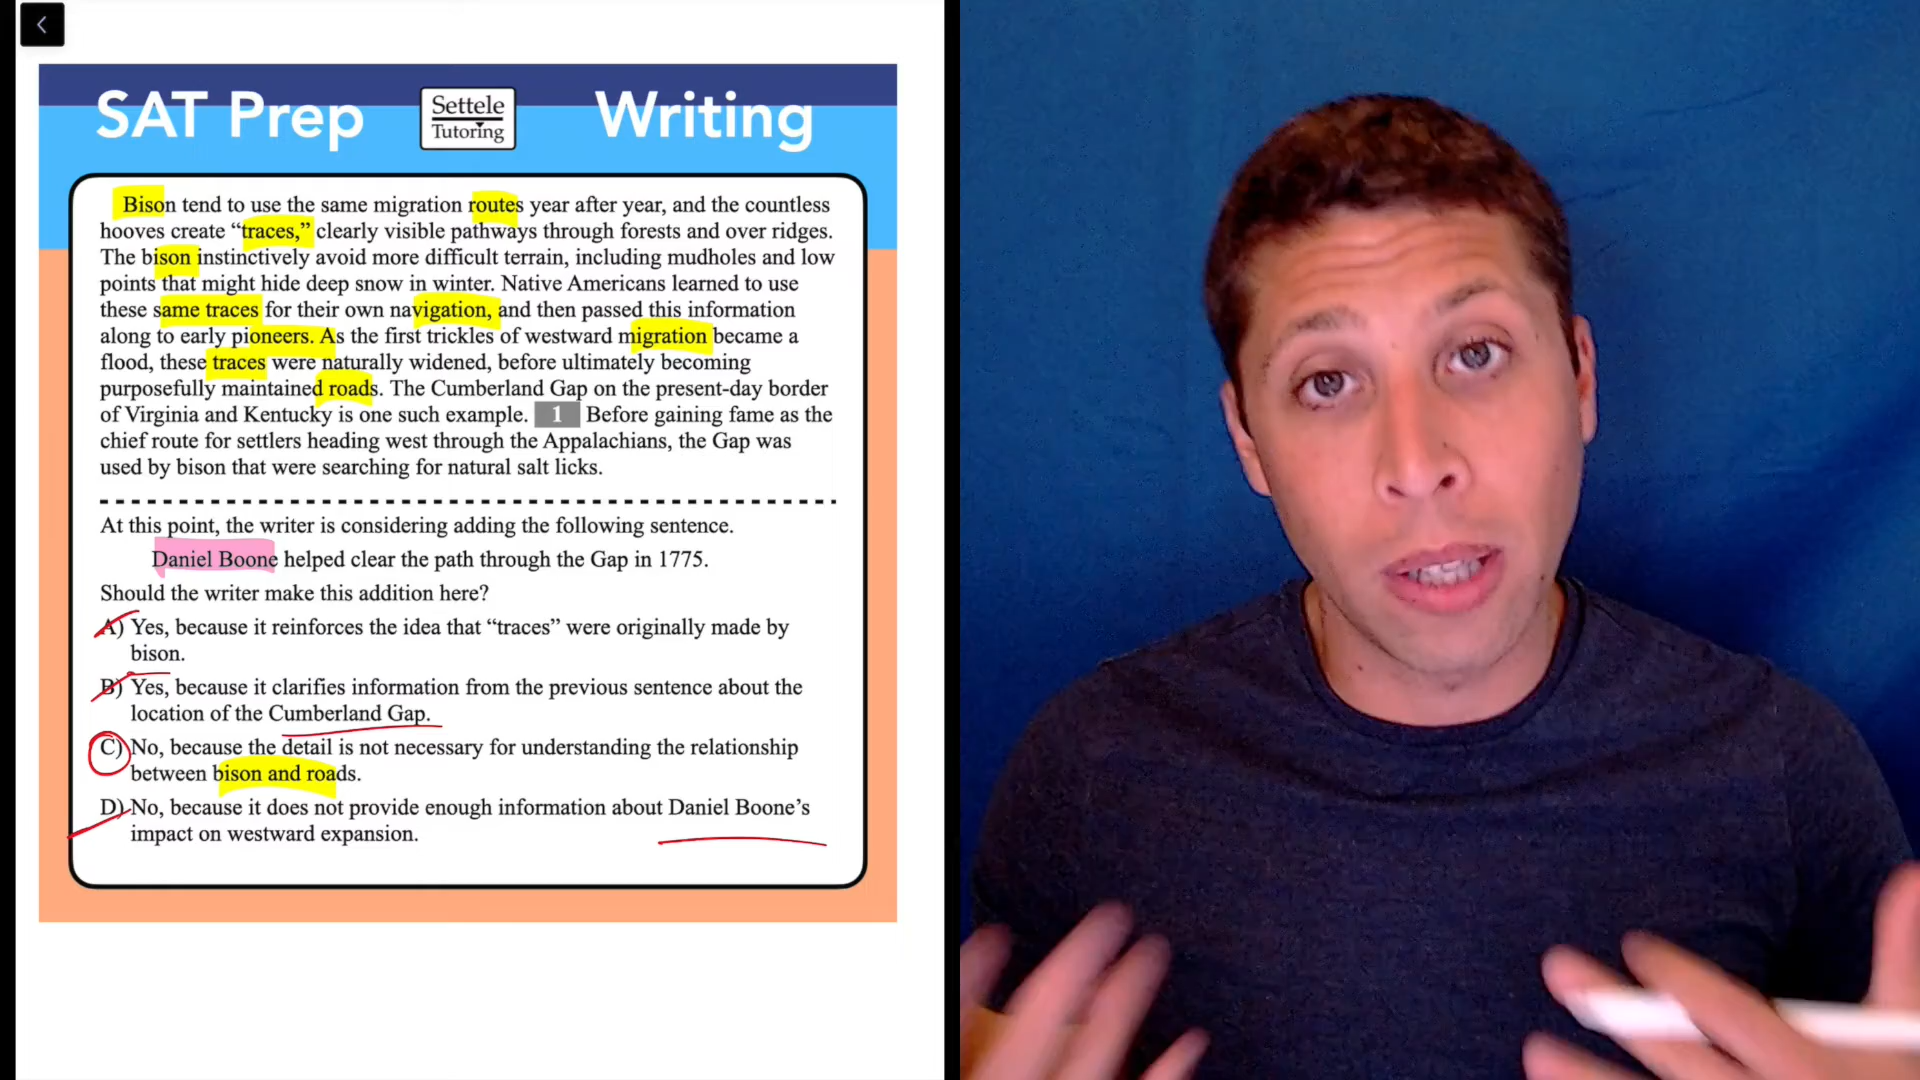 SAT Prep
Settele
Tutoring
Writing
Bison tend to use the same migration routes year after year, and the countless
hooves create “traces,” clearly visible pathways through forests and over ridges.
The bison instinctively avoid more difficult terrain, including mudholes and low
points that might hide deep snow in winter. Native Americans learned to use
these same traces for their own navigation, and then passed this information
along to early pioneers. As the first trickles of westward migration became a
flood, these traces were naturally widened, before ultimately becoming
purposefully maintained roads. The Cumberland Gap on the present-day border
of Virginia and Kentucky is one such example. 1 Before gaining fame as the
chief route for settlers heading west through the Appalachians, the Gap was
used by bison that were searching for natural salt licks.
At this point, the writer is considering adding the following sentence.
Daniel Boone helped clear the path through the Gap in 1775.
Should the writer make this addition here?
A) Yes, because it reinforces the idea that “traces” were originally made by
bison.
B) Yes, because it clarifies information from the previous sentence about the
location of the Cumberland Gap.
C) No, because the detail is not necessary for understanding the relationship
between bison and roads.
D) No, because it does not provide enough information about Daniel Boone’s
impact on westward expansion.